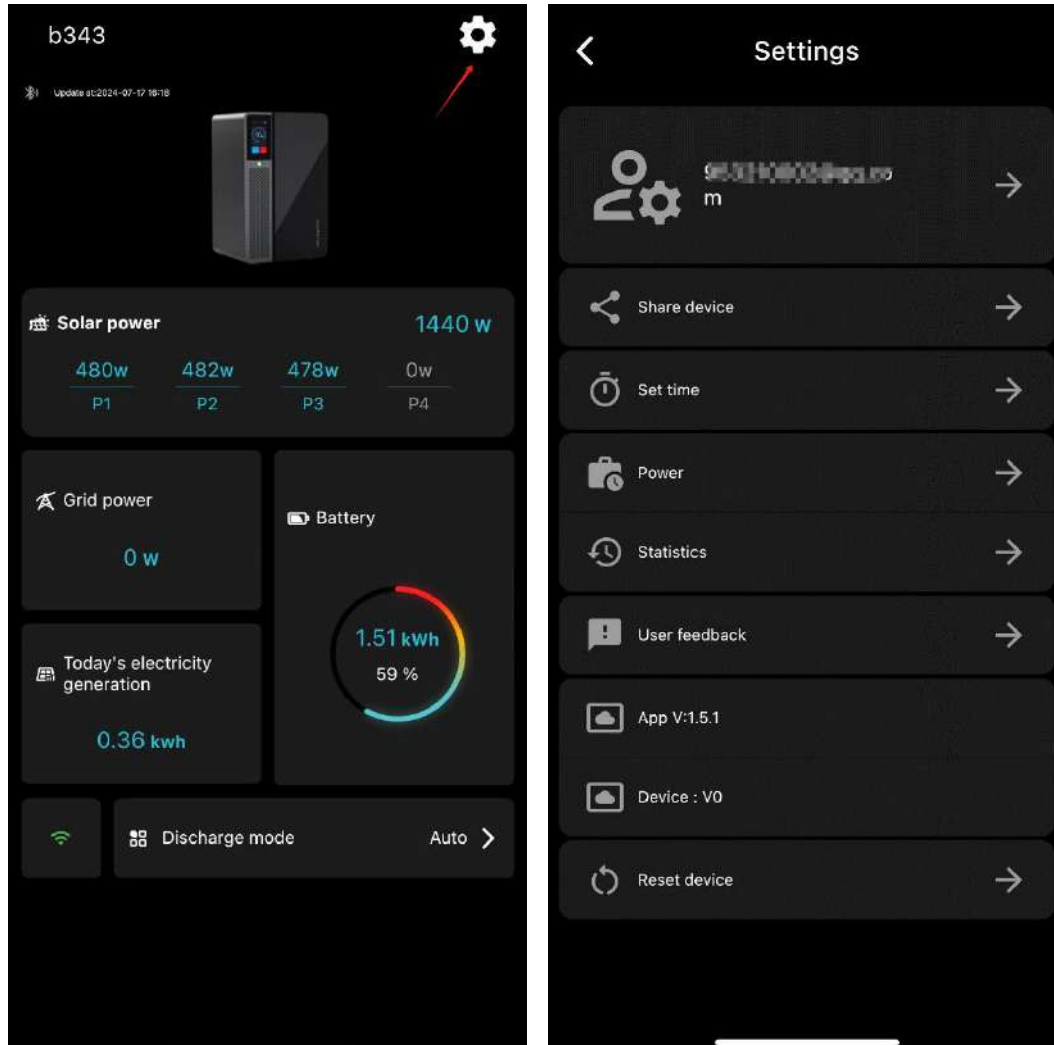 b343
Update at:2024-07-17 16:18
Solar power
1440 w
480w 482w 478w 0w
P1 P2 P3 P4
Grid power
0 w
Battery
1.51 kWh
59 %
Today's electricity
generation
0.36 kwh
Discharge mode
Auto
Settings
m
Share device
Set time
Power
Statistics
User feedback
App V:1.5.1
Device : V0
Reset device